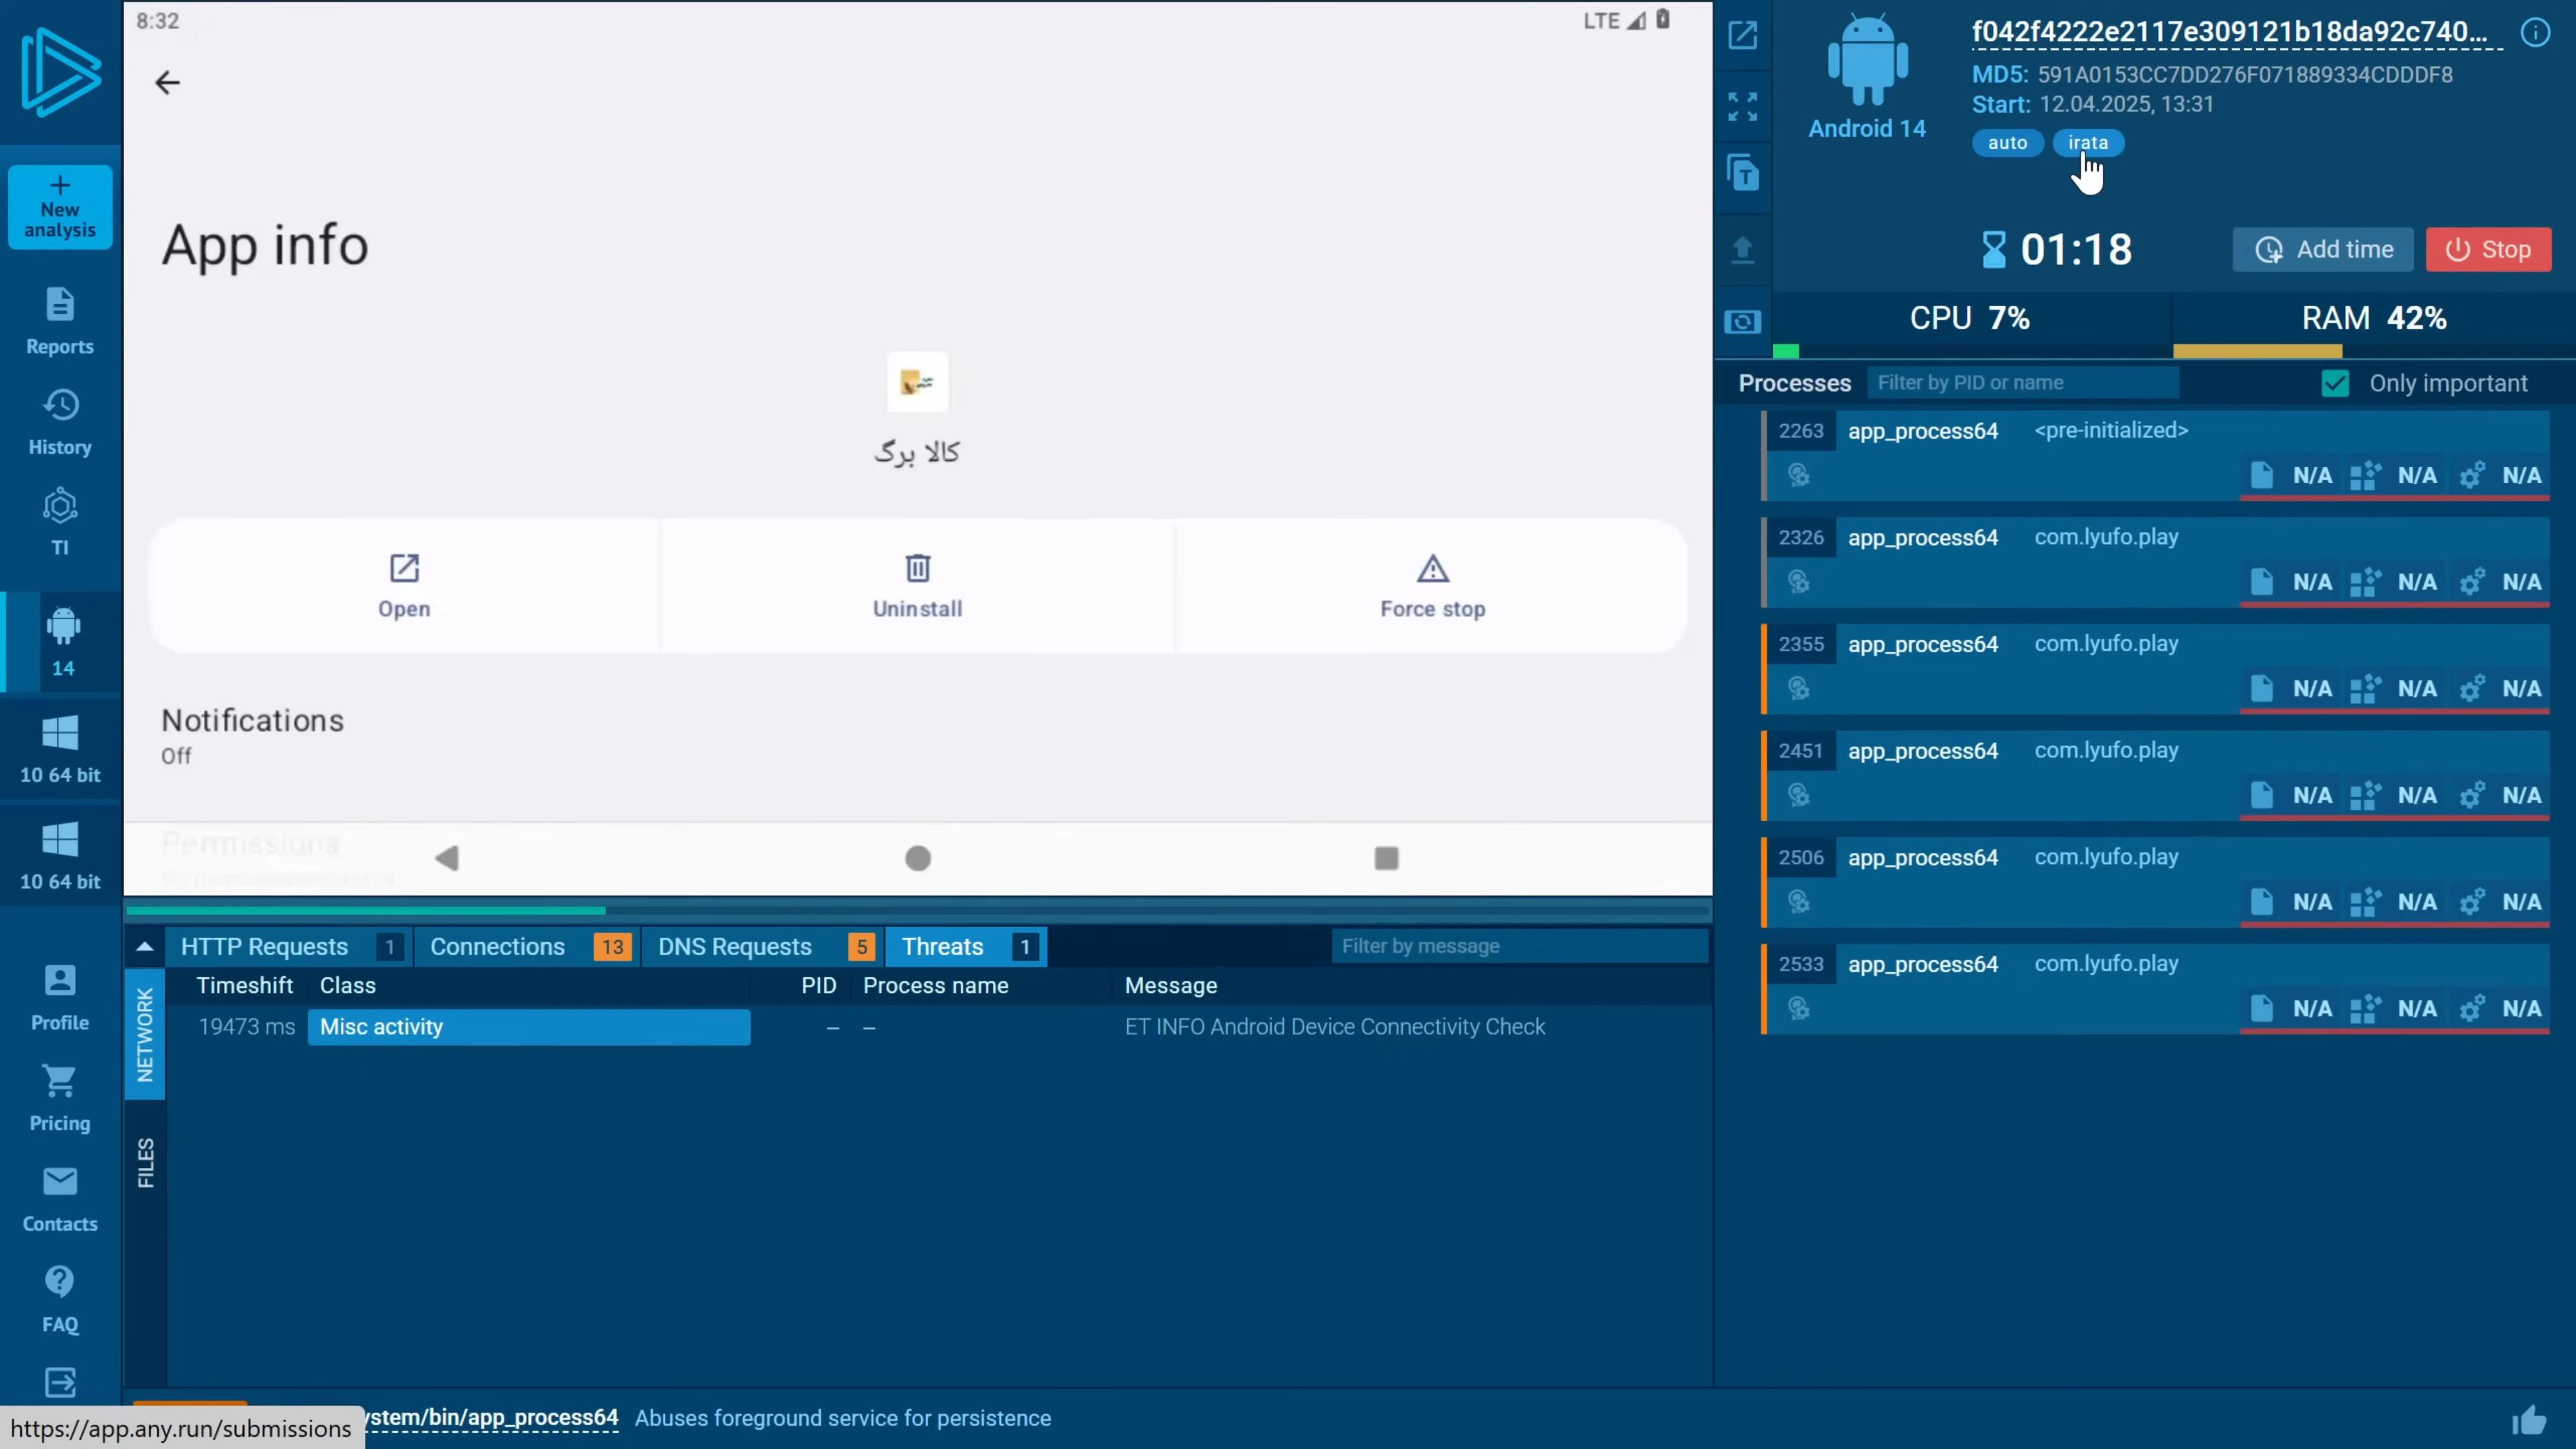 8:32
LTE
App info
کالا برگ
Open
Uninstall
Force stop
Notifications
Off
Permissions
New
analysis
Reports
History
TI
14
10 64 bit
10 64 bit
Profile
Pricing
Contacts
FAQ
https://app.any.run/submissions
HTTP Requests 1
Connections 13
DNS Requests 5
Threats 1
Filter by message
NETWORK
FILES
Timeshift Class PID Process name Message
19473 ms Misc activity – – ET INFO Android Device Connectivity Check
ystem/bin/app_process64 Abuses foreground service for persistence
Android 14
f042f4222e2117e309121b18da92c740...
MD5: 591A0153CC7DD276F071889334CDDDF8
Start: 12.04.2025, 13:31
auto irata
01:18
Add time
Stop
CPU 7%
RAM 42%
Processes
Filter by PID or name
Only important
2263 app_process64 <pre-initialized>
N/A N/A N/A
2326 app_process64 com.lyufo.play
N/A N/A N/A
2355 app_process64 com.lyufo.play
N/A N/A N/A
2451 app_process64 com.lyufo.play
N/A N/A N/A
2506 app_process64 com.lyufo.play
N/A N/A N/A
2533 app_process64 com.lyufo.play
N/A N/A N/A